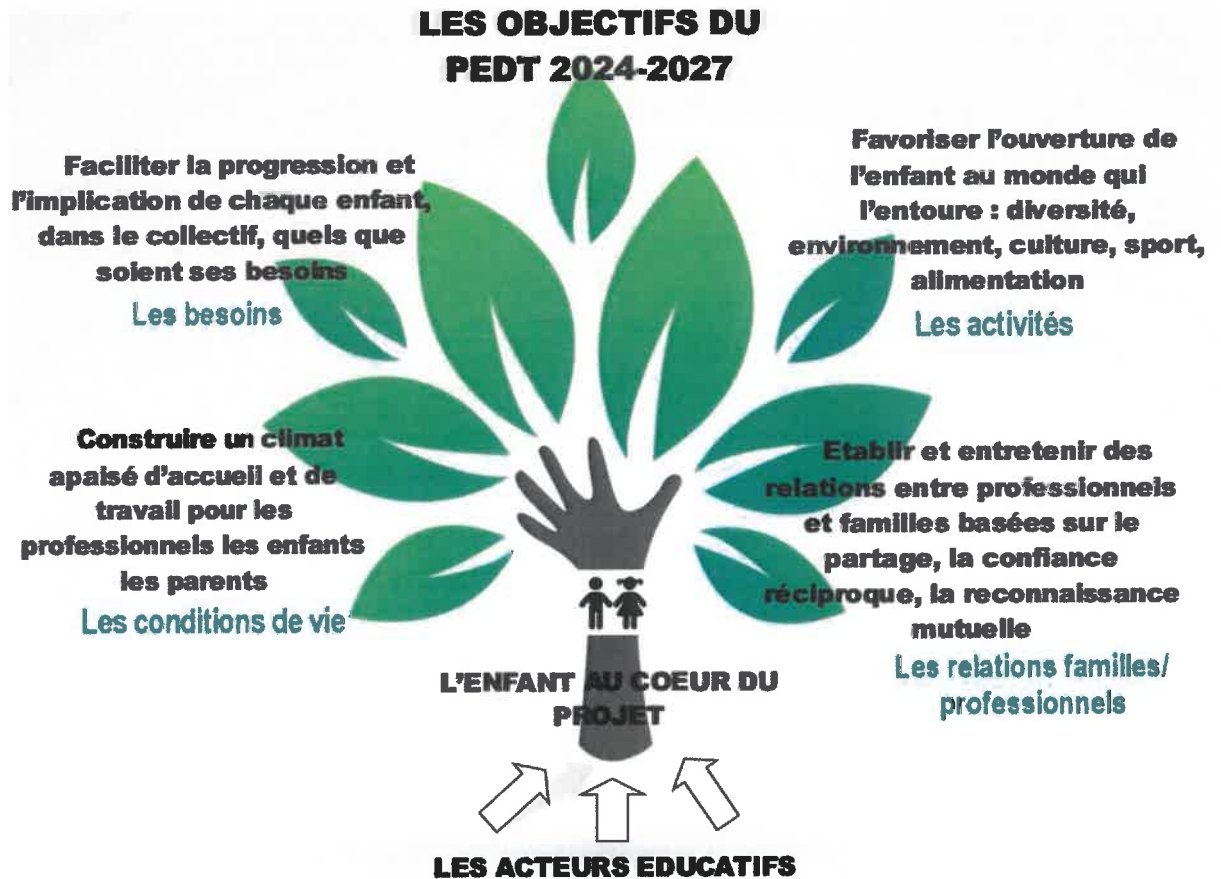 LES OBJECTIFS DU
PEDT 2024-2027
Faciliter la progression et
l'implication de chaque enfant,
dans le collectif, quels que
soient ses besoins
Les besoins
Favoriser l'ouverture de
l'enfant au monde qui
l'entoure : diversité,
environnement, culture, sport,
alimentation
Les activités
Construire un climat
apaisé d'accueil et de
travail pour les
professionnels les enfants
les parents
Les conditions de vie
Etablir et entretenir des
relations entre professionnels
et familles basées sur le
partage, la confiance
réciproque, la reconnaissance
mutuelle
Les relations familles/
professionnels
L'ENFANT AU COEUR DU
PROJET
LES ACTEURS EDUCATIFS